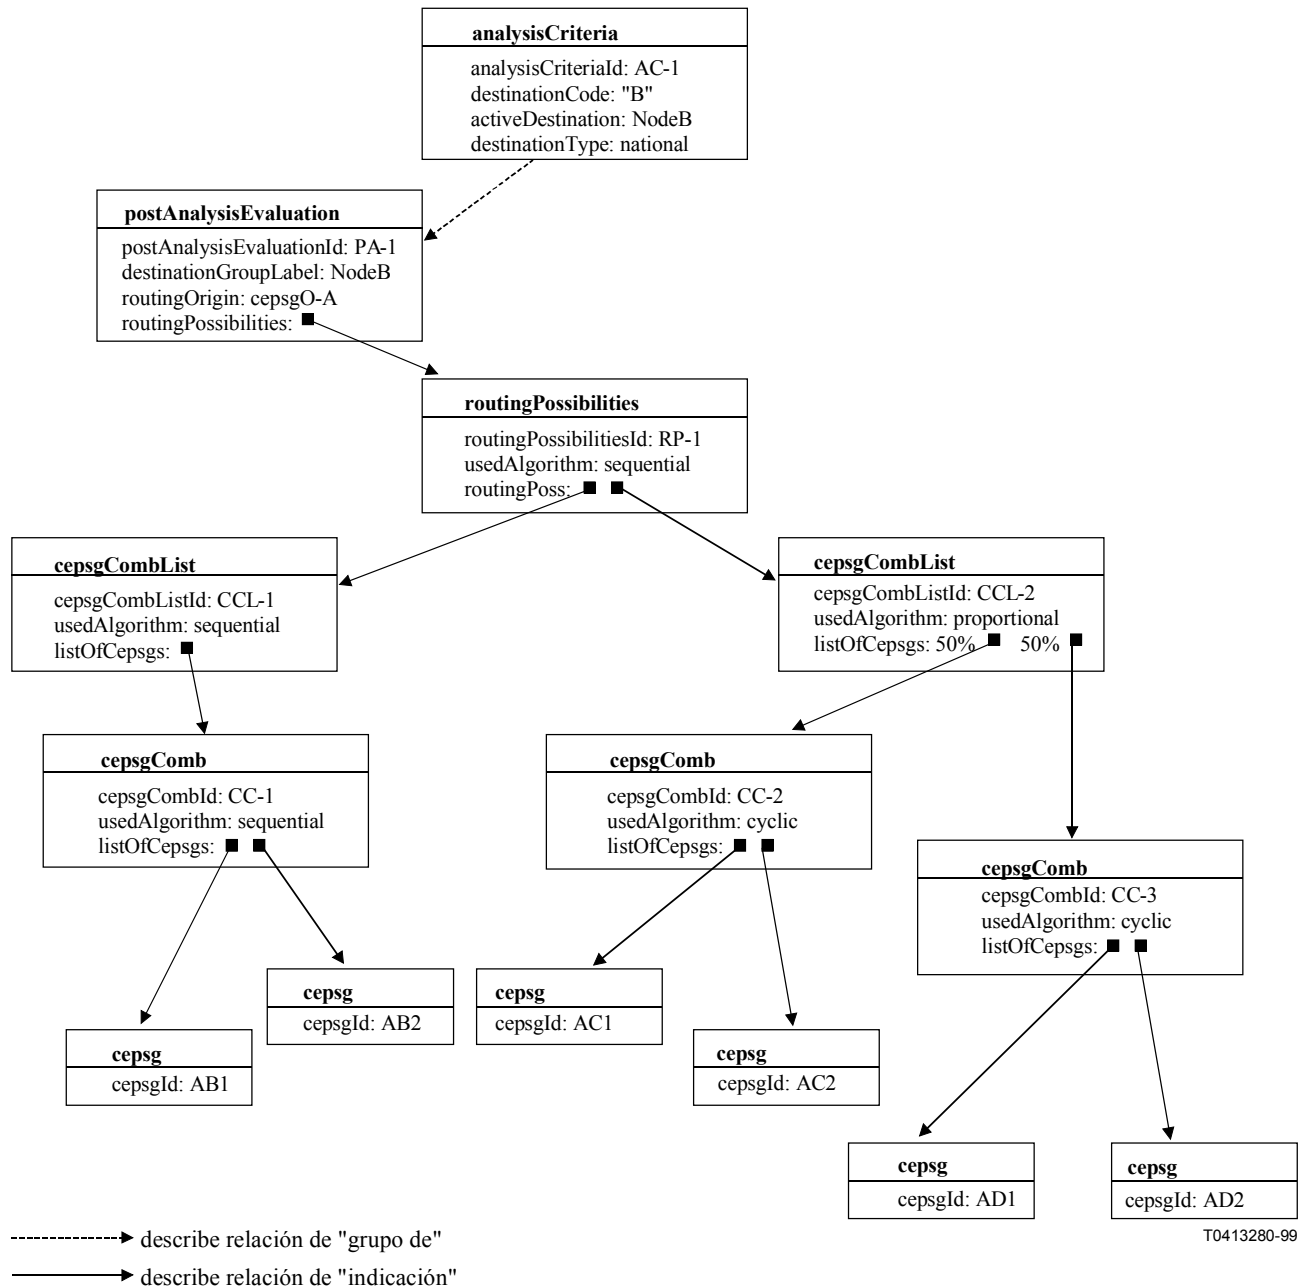 analysisCriteria
analysisCriteriaId: AC-1
destinationCode: "B"
activeDestination: NodeB
destinationType: national
postAnalysisEvaluation
postAnalysisEvaluationId: PA-1
destinationGroupLabel: NodeB
routingOrigin: cepsgO-A
routingPossibilities:
routingPossibilities
routingPossibilitiesId: RP-1
usedAlgorithm: sequential
routingPoss:
cepsgCombList
cepsgCombListId: CCL-1
usedAlgorithm: sequential
listOfCepsgs:
cepsgCombList
cepsgCombListId: CCL-2
usedAlgorithm: proportional
listOfCepsgs: 50% 50%
cepsgComb
cepsgCombId: CC-1
usedAlgorithm: sequential
listOfCepsgs:
cepsgComb
cepsgCombId: CC-2
usedAlgorithm: cyclic
listOfCepsgs:
cepsgComb
cepsgCombId: CC-3
usedAlgorithm: cyclic
listOfCepsgs:
cepsg
cepsgId: AB1
cepsg
cepsgId: AB2
cepsg
cepsgId: AC1
cepsg
cepsgId: AC2
cepsg
cepsgId: AD1
cepsg
cepsgId: AD2
T0413280-99
describe relación de "grupo de"
describe relación de "indicación"